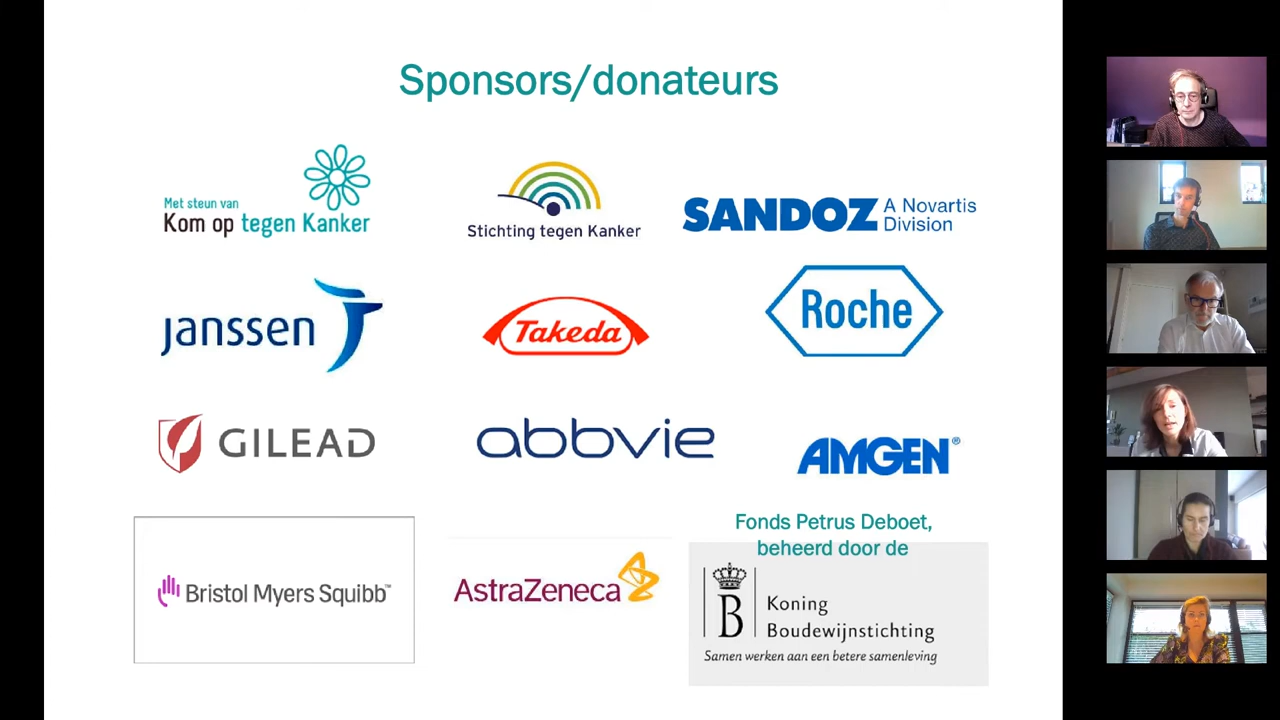 Sponsors/donateurs
Met steun van
Kom op tegen Kanker
Stichting tegen Kanker
SANDOZ A Novartis
Division
janssen
Takeda
Roche
GILEAD
abbvie
AMGEN®
Bristol Myers Squibb™
AstraZeneca
Fonds Petrus Deboet,
beheerd door de
B
Koning
Boudewijnstichting
Samen werken aan een betere samenleving